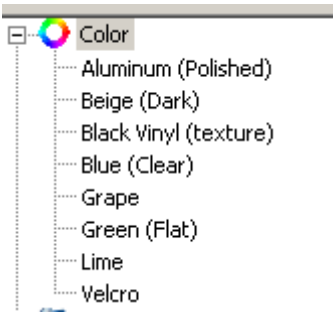 Color
Aluminum (Polished)
Beige (Dark)
Black Vinyl (texture)
Blue (Clear)
Grape
Green (Flat)
Lime
Velcro